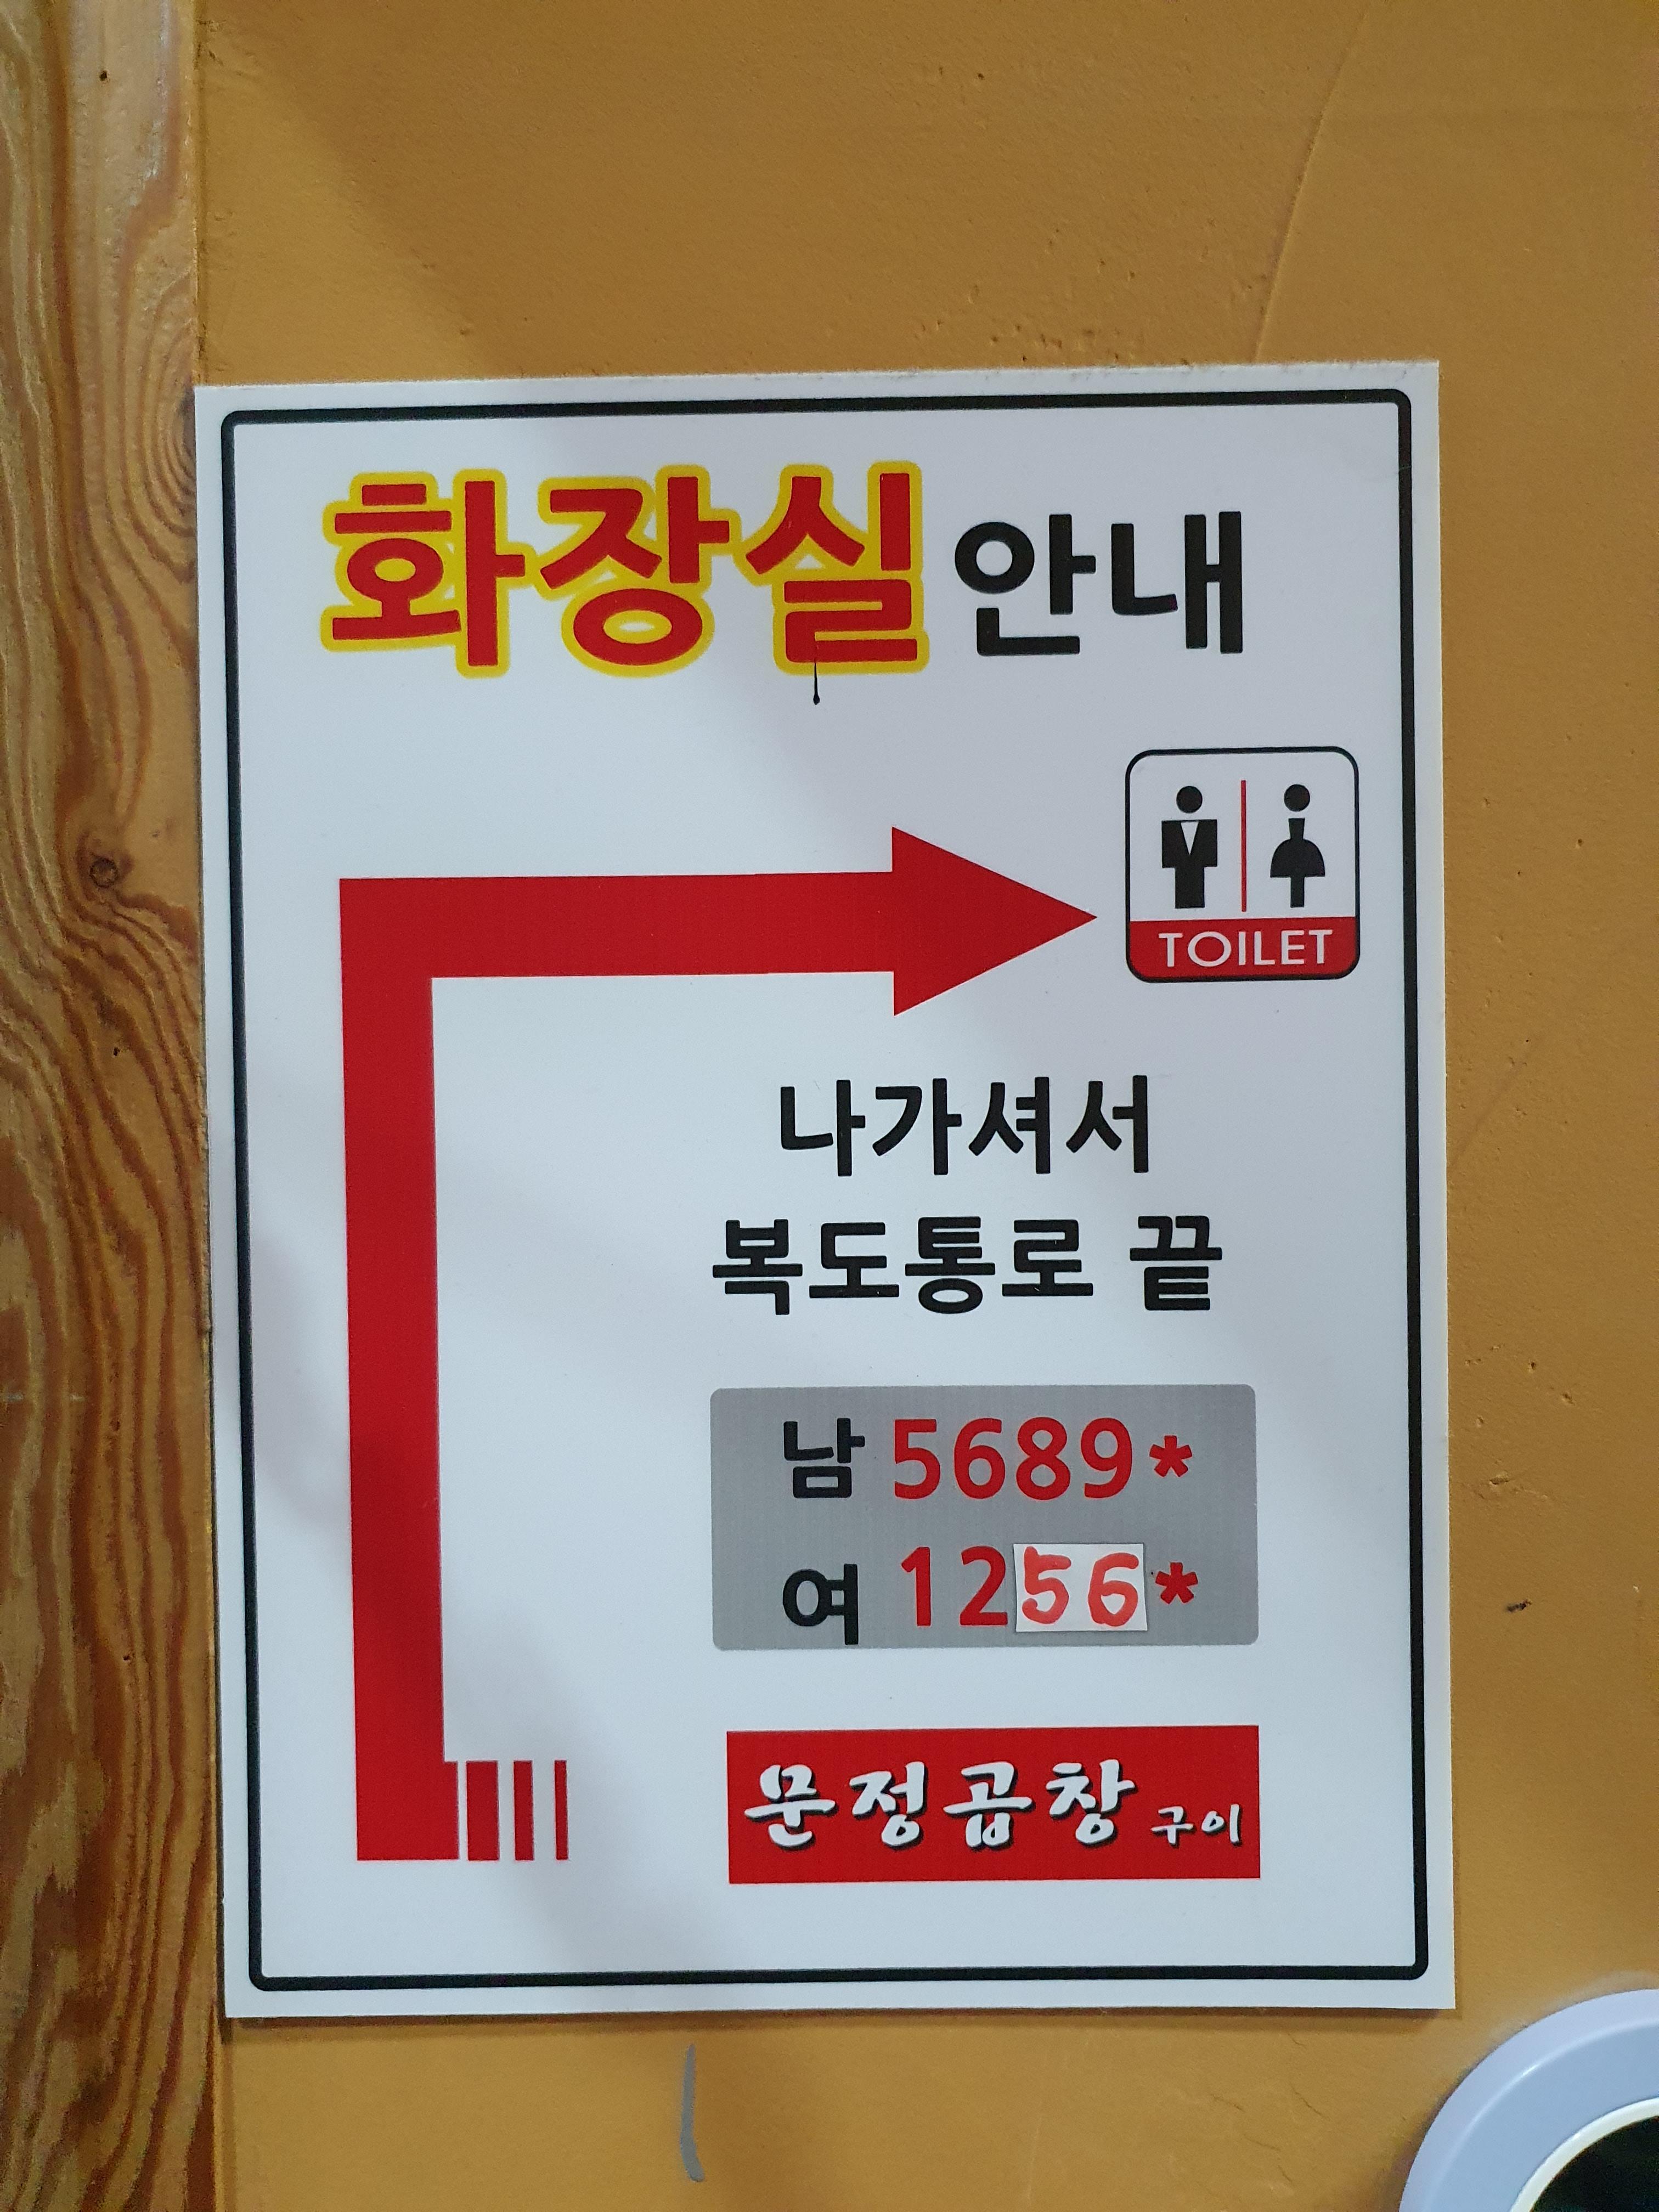 화장실 안내
TOILET
나가셔서
복도통로 끝
남 5689*
여 1256*
문정곱창 구이